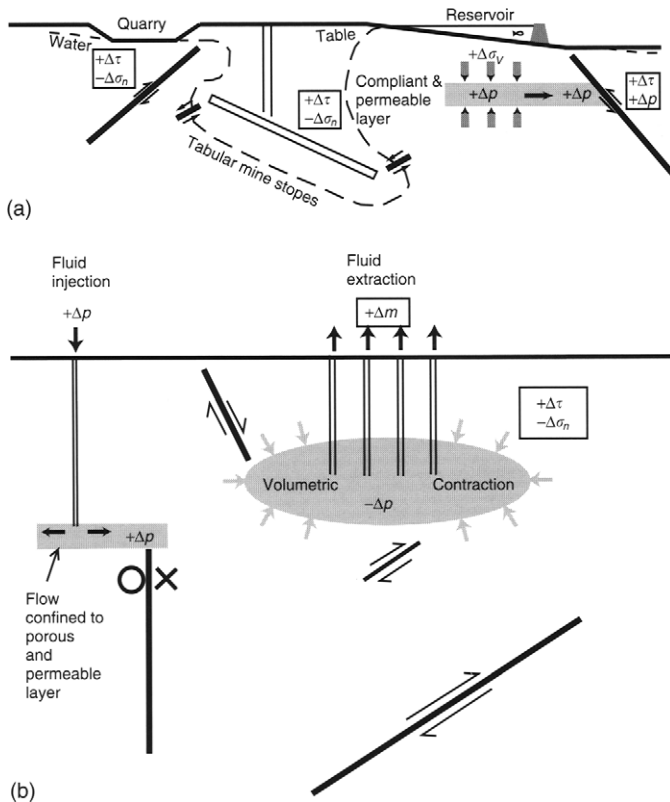 Quarry
Reservoir
Water
Table
+Δτ
−Δσn
+Δτ
−Δσn
Compliant &
permeable
layer
+ΔσV
+Δp
+Δp
+Δτ
+Δp
Tabular mine stopes
(a)
Fluid
injection
+Δp
Fluid
extraction
+Δm
+Δτ
−Δσn
Volumetric
Contraction
−Δp
+Δp
Flow
confined to
porous
and
permeable
layer
(b)